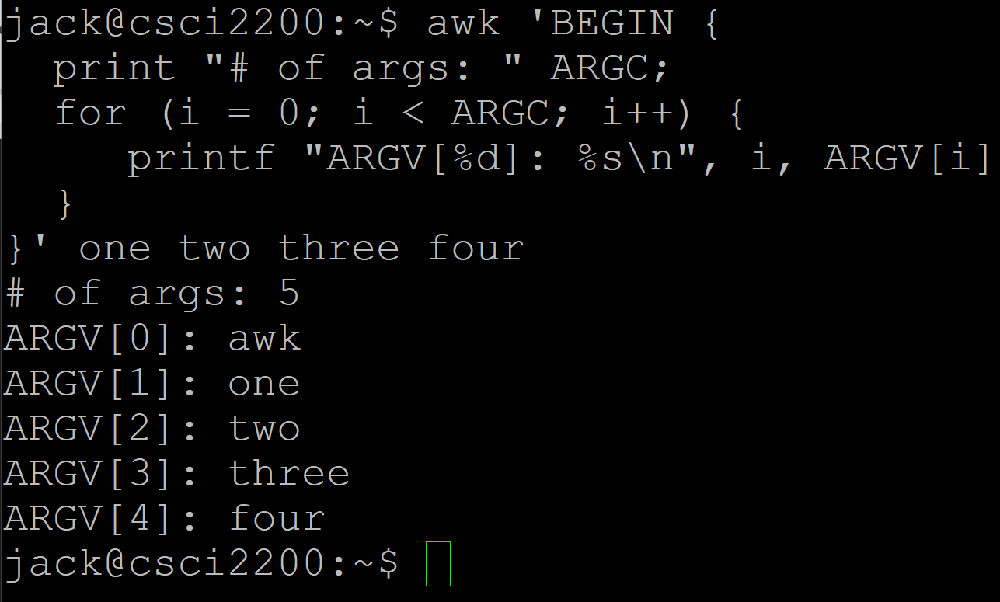 jack@csci2200:~$ awk 'BEGIN {
  print "# of args: " ARGC;
  for (i = 0; i < ARGC; i++) {
     printf "ARGV[%d]: %s\n", i, ARGV[i]
  }
}' one two three four
# of args: 5
ARGV[0]: awk
ARGV[1]: one
ARGV[2]: two
ARGV[3]: three
ARGV[4]: four
jack@csci2200:~$